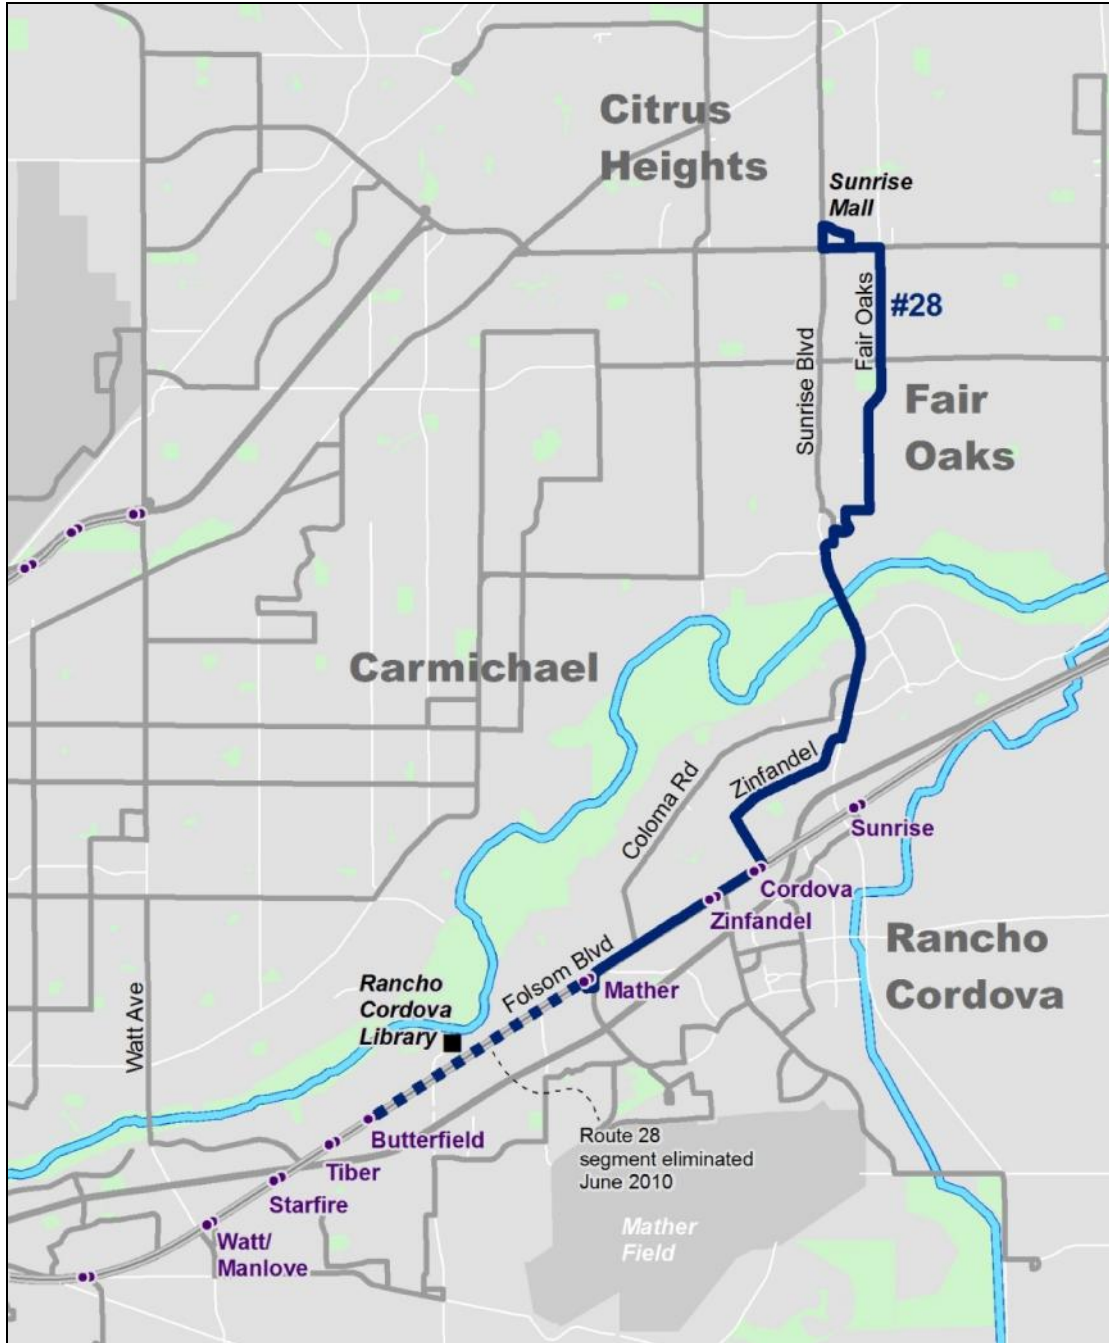 Citrus
Heights
Sunrise
Mall
#28
Fair Oaks
Sunrise Blvd
Fair
Oaks
Carmichael
Zinfandel
Coloma Rd
Sunrise
Cordova
Zinfandel
Rancho
Cordova
Folsom Blvd
Mather
Rancho
Cordova
Library
Watt Ave
Butterfield
Tiber
Starfire
Watt/
Manlove
Route 28
segment eliminated
June 2010
Mather
Field